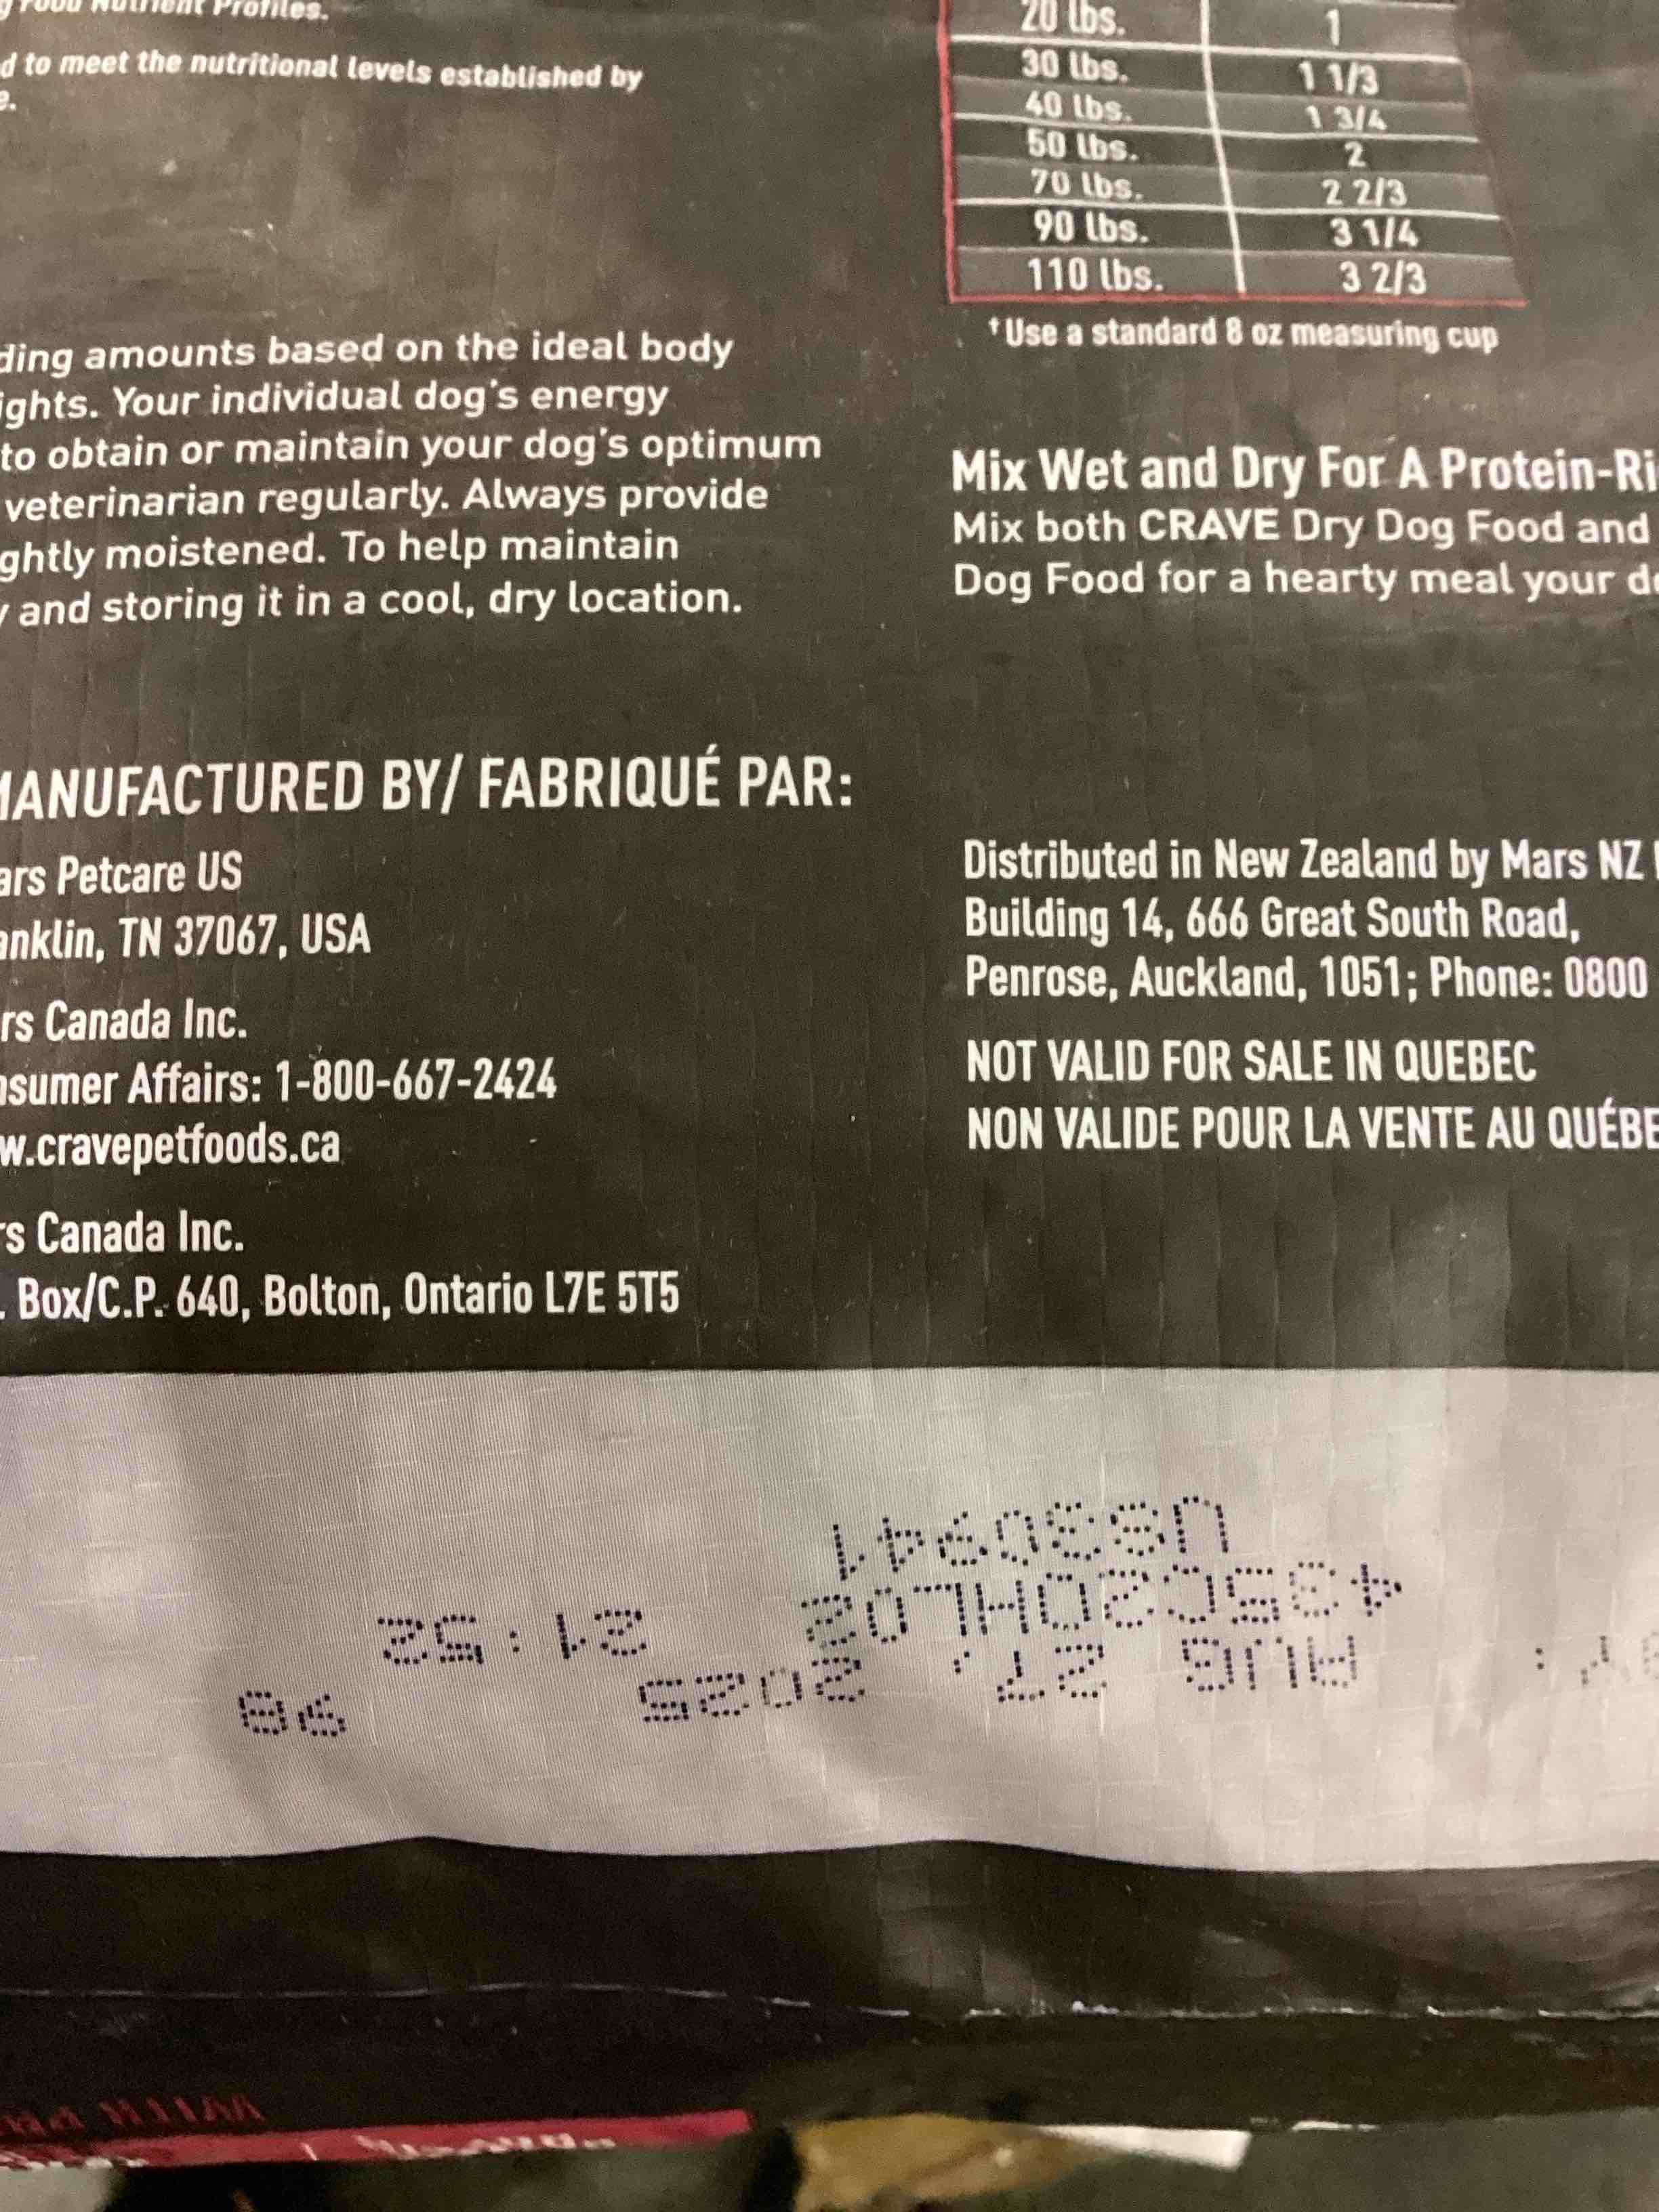 Food Nutrient Profiles.
d to meet the nutritional levels established by
e.
20 lbs. 1
30 lbs. 1 1/3
40 lbs. 1 3/4
50 lbs. 2
70 lbs. 2 2/3
90 lbs. 3 1/4
110 lbs. 3 2/3
†Use a standard 8 oz measuring cup
ding amounts based on the ideal body
ights. Your individual dog's energy
to obtain or maintain your dog's optimum
veterinarian regularly. Always provide
ghtly moistened. To help maintain
y and storing it in a cool, dry location.
Mix Wet and Dry For A Protein-Ri
Mix both CRAVE Dry Dog Food and
Dog Food for a hearty meal your d
MANUFACTURED BY/ FABRIQUÉ PAR:
ars Petcare US
anklin, TN 37067, USA
rs Canada Inc.
nsumer Affairs: 1-800-667-2424
w.cravepetfoods.ca
rs Canada Inc.
. Box/C.P. 640, Bolton, Ontario L7E 5T5
Distributed in New Zealand by Mars NZ
Building 14, 666 Great South Road,
Penrose, Auckland, 1051; Phone: 0800
NOT VALID FOR SALE IN QUEBEC
NON VALIDE POUR LA VENTE AU QUÉBE
BY: AUG 27, 2025 98
435C20HL02 21:52
US30941